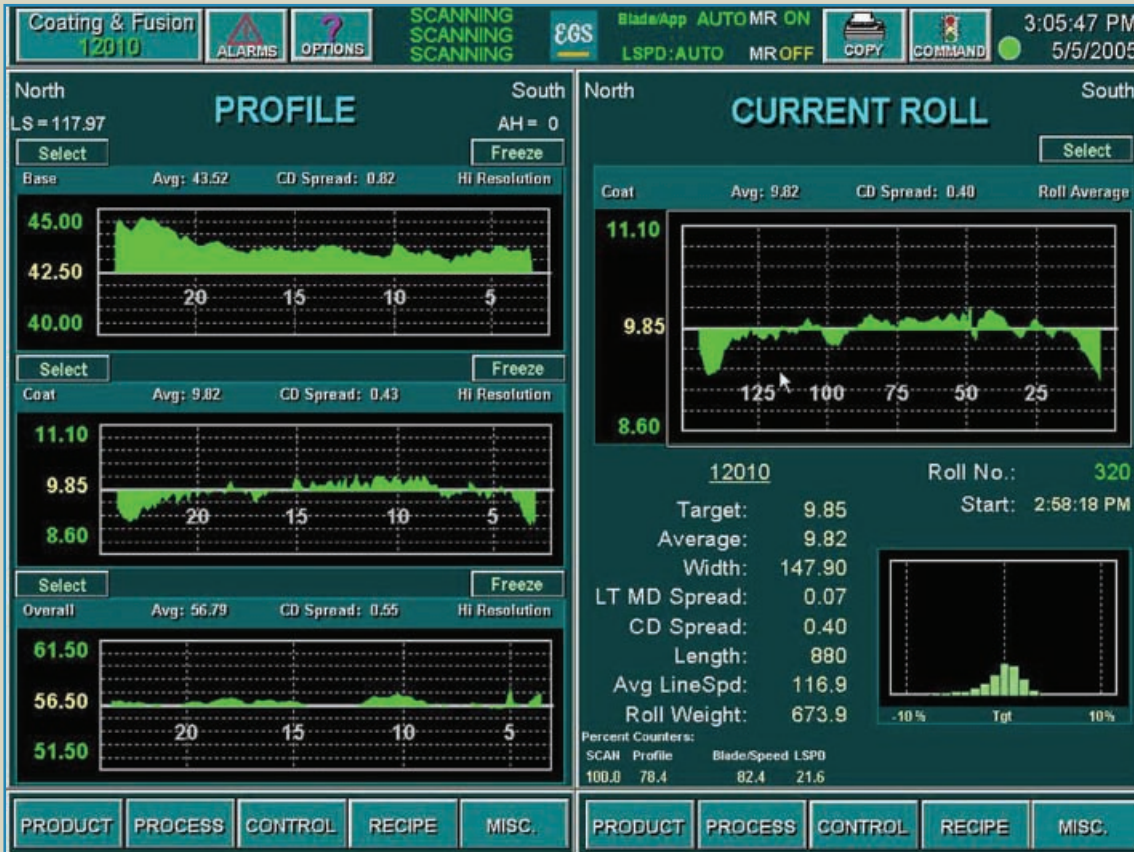 Coating & Fusion
12010
ALARMS
OPTIONS
SCANNING
SCANNING
SCANNING
EGS
Blade/App AUTO MR ON
LSPD:AUTO MR OFF
COPY
COMMAND
3:05:47 PM
5/5/2005
North PROFILE South
LS = 117.97 AH = 0
Select Freeze
Base Avg: 43.52 CD Spread: 0.82 Hi Resolution
45.00
42.50
20 15 10 5
40.00
Select Freeze
Coat Avg: 9.82 CD Spread: 0.43 Hi Resolution
11.10
9.85
20 15 10 5
8.60
Select Freeze
Overall Avg: 56.79 CD Spread: 0.55 Hi Resolution
61.50
56.50
20 15 10 5
51.50
PRODUCT PROCESS CONTROL RECIPE MISC.
North CURRENT ROLL South
Select
Coat Avg: 9.82 CD Spread: 0.40 Roll Average
11.10
9.85
125 100 75 50 25
8.60
12010 Roll No.: 320
Start: 2:58:18 PM
Target: 9.85
Average: 9.82
Width: 147.90
LT MD Spread: 0.07
CD Spread: 0.40
Length: 880
Avg LineSpd: 116.9
Roll Weight: 673.9
-10% Tgt 10%
Percent Counters:
SCAN Profile Blade/Speed LSPD
100.0 78.4 82.4 21.6
PRODUCT PROCESS CONTROL RECIPE MISC.